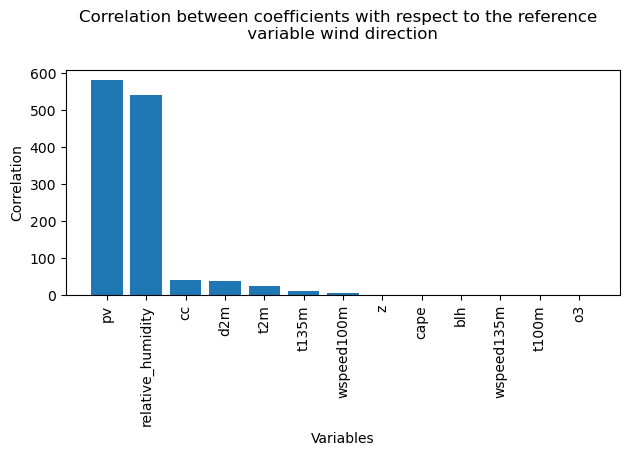 Correlation between coefficients with respect to the reference
variable wind direction
600
500
400
300
200
100
0
Correlation
pv
relative_humidity
cc
d2m
t2m
t135m
wspeed100m
z
cape
blh
wspeed135m
t100m
o3
Variables